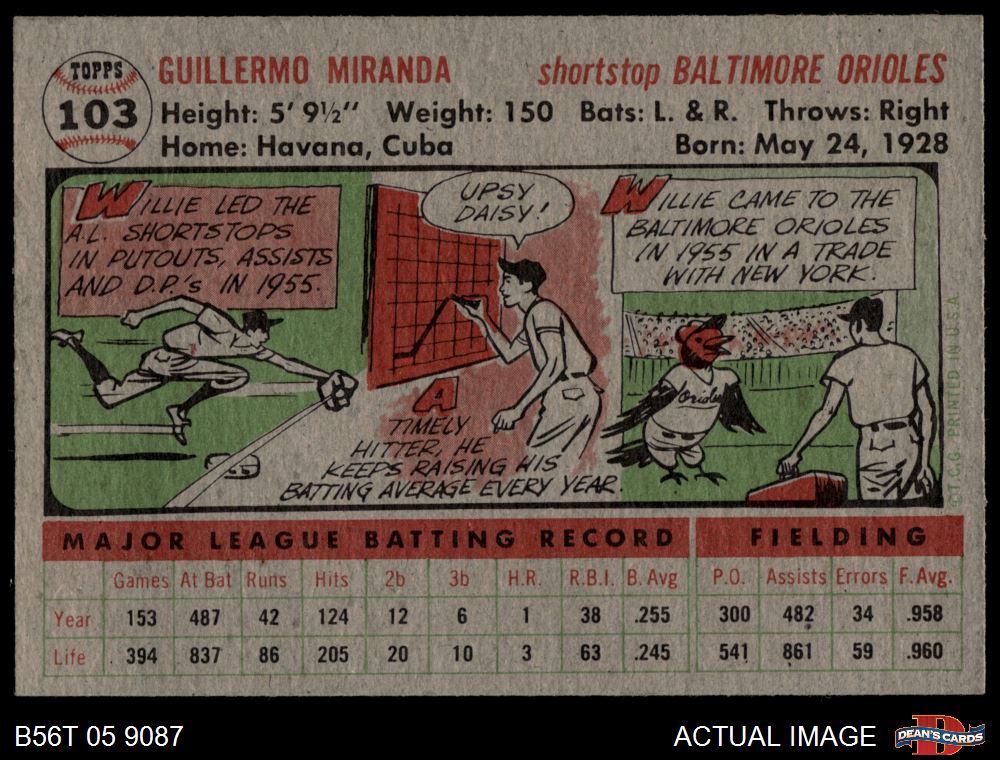 TOPPS
103
GUILLERMO MIRANDA shortstop BALTIMORE ORIOLES
Height: 5' 9½" Weight: 150 Bats: L. & R. Throws: Right
Home: Havana, Cuba Born: May 24, 1928
WILLIE LED THE
A.L. SHORTSTOPS
IN PUTOUTS, ASSISTS
AND D.P.'s IN 1955.
UPSY
DAISY!
A
TIMELY
HITTER, HE
KEEPS RAISING HIS
BATTING AVERAGE EVERY YEAR.
WILLIE CAME TO THE
BALTIMORE ORIOLES
IN 1955 IN A TRADE
WITH NEW YORK.
Orioles
©T.C.G. PRINTED IN U.S.A.
MAJOR LEAGUE BATTING RECORD FIELDING
Games At Bat Runs Hits 2b 3b H.R. R.B.I. B. Avg P.O. Assists Errors F. Avg.
Year 153 487 42 124 12 6 1 38 .255 300 482 34 .958
Life 394 837 86 205 20 10 3 63 .245 541 861 59 .960
B56T 05 9087 ACTUAL IMAGE
DEAN'S CARDS